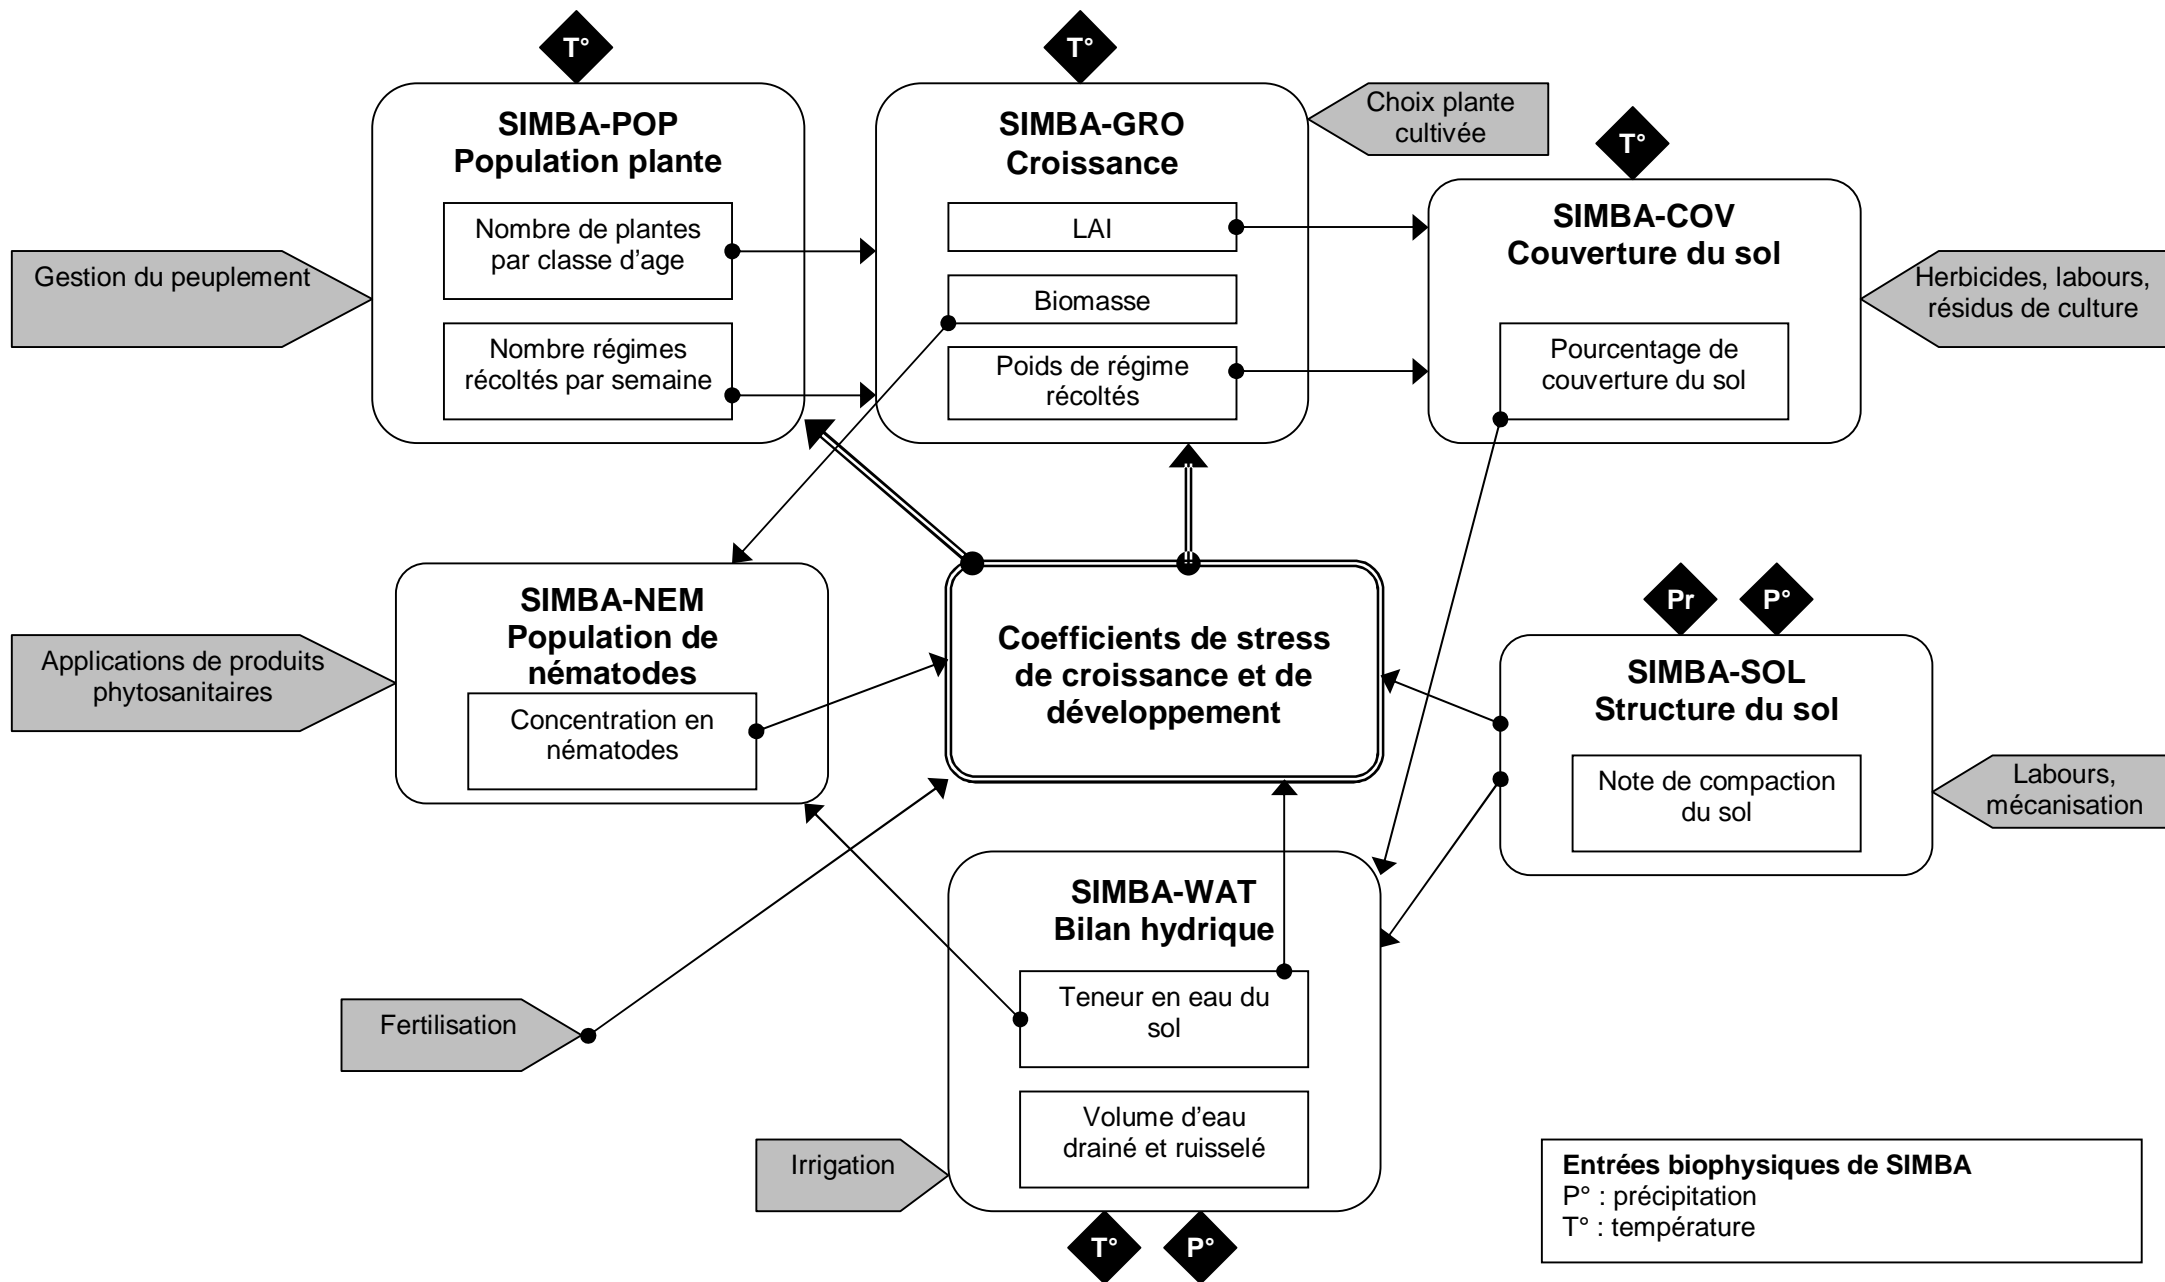 T°
T°
SIMBA-POP
Population plante
Nombre de plantes
par classe d'age
Nombre régimes
récoltés par semaine
SIMBA-GRO
Croissance
LAI
Biomasse
Poids de régime
récoltés
Choix plante
cultivée
T°
SIMBA-COV
Couverture du sol
Pourcentage de
couverture du sol
Gestion du peuplement
Herbicides, labours,
résidus de culture
SIMBA-NEM
Population de
nématodes
Concentration en
nématodes
Applications de produits
phytosanitaires
Coefficients de stress
de croissance et de
développement
Pr
P°
SIMBA-SOL
Structure du sol
Note de compaction
du sol
Labours,
mécanisation
SIMBA-WAT
Bilan hydrique
Teneur en eau du
sol
Volume d'eau
drainé et ruisselé
Fertilisation
Irrigation
T°
P°
Entrées biophysiques de SIMBA
P° : précipitation
T° : température